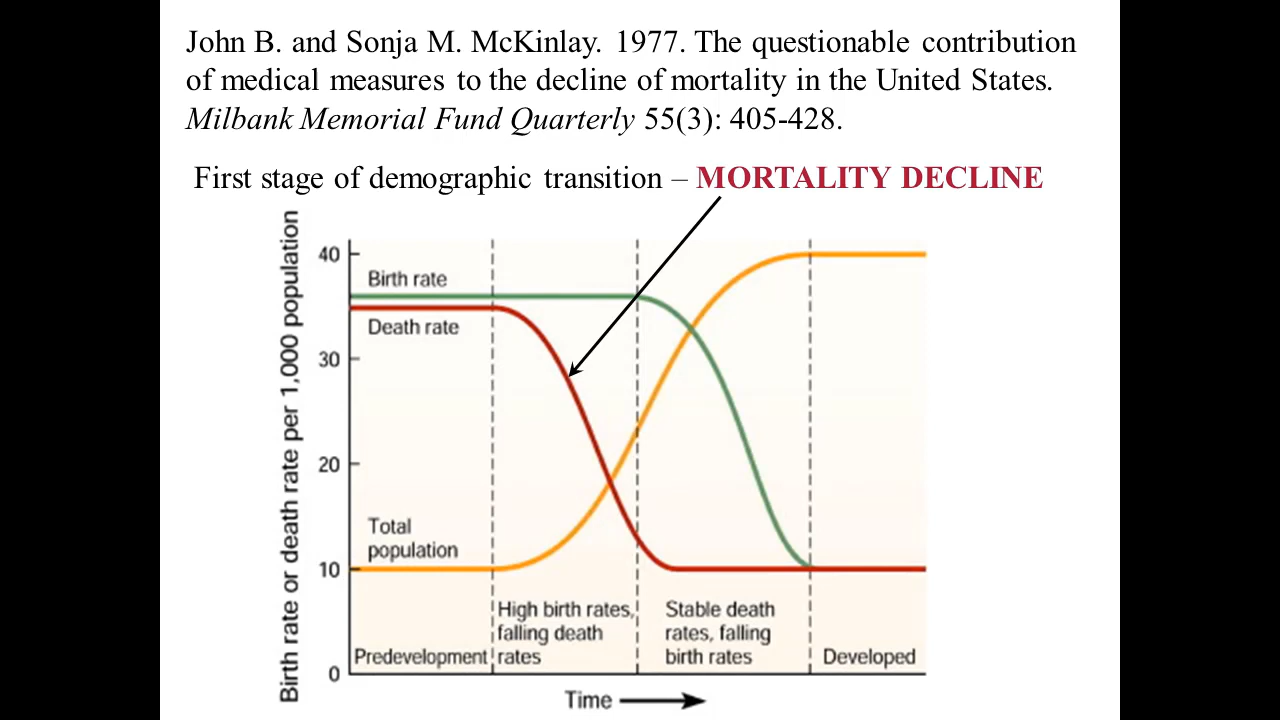 John B. and Sonja M. McKinlay. 1977. The questionable contribution
of medical measures to the decline of mortality in the United States.
Milbank Memorial Fund Quarterly 55(3): 405-428.
First stage of demographic transition – MORTALITY DECLINE
Birth rate or death rate per 1,000 population
40
30
20
10
0
Birth rate
Death rate
Total
population
Predevelopment
High birth rates,
falling death
rates
Stable death
rates, falling
birth rates
Developed
Time